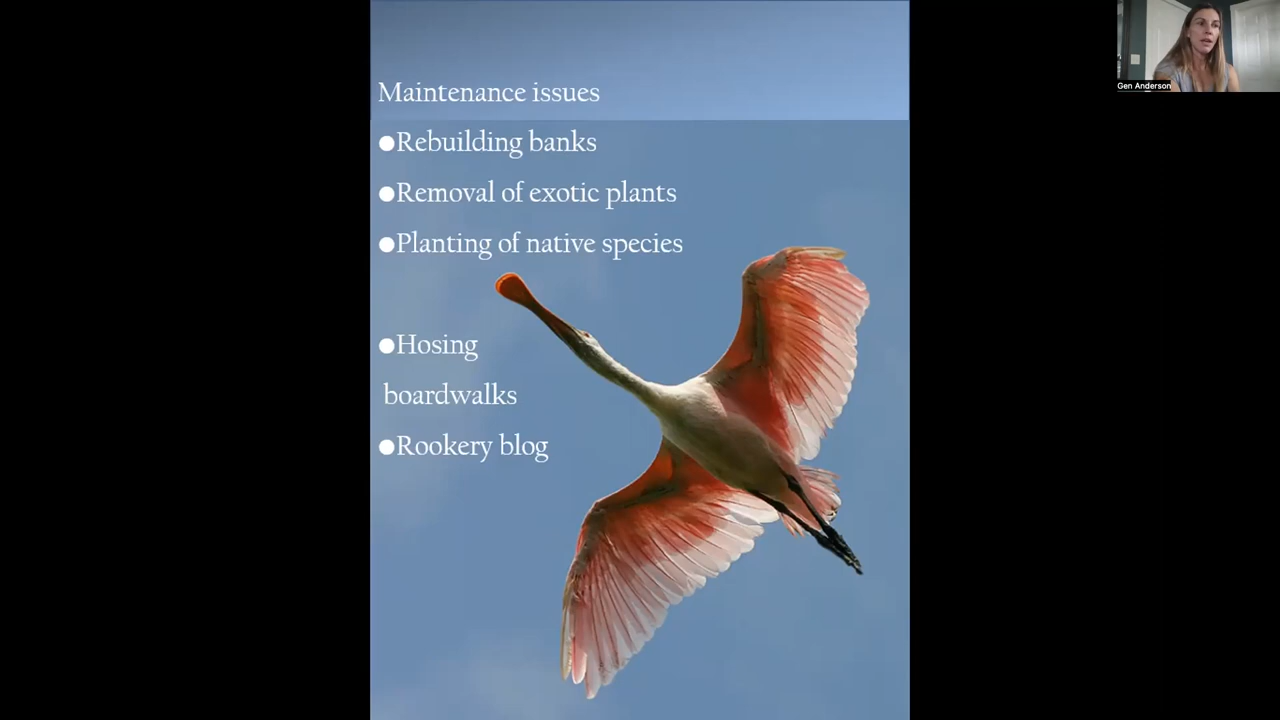 Maintenance issues
●Rebuilding banks
●Removal of exotic plants
●Planting of native species
●Hosing
boardwalks
●Rookery blog
Gen Anderson